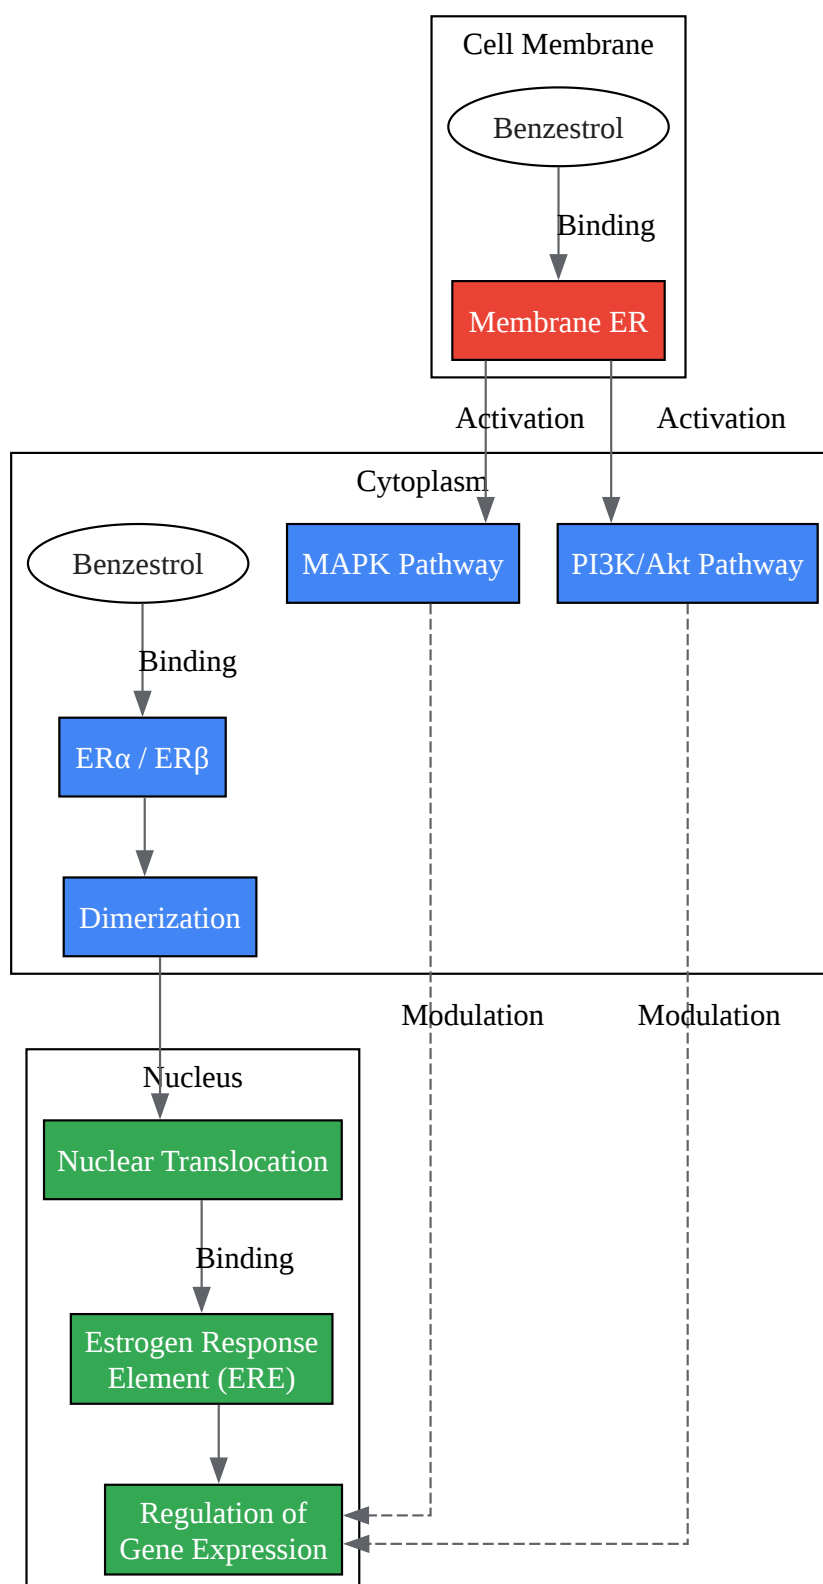 Cell Membrane
Benzestrol
Binding
Membrane ER
Activation
Activation
Cytoplasm
Benzestrol
MAPK Pathway
PI3K/Akt Pathway
Binding
ERα / ERβ
Dimerization
Modulation
Modulation
Nucleus
Nuclear Translocation
Binding
Estrogen Response
Element (ERE)
Regulation of
Gene Expression